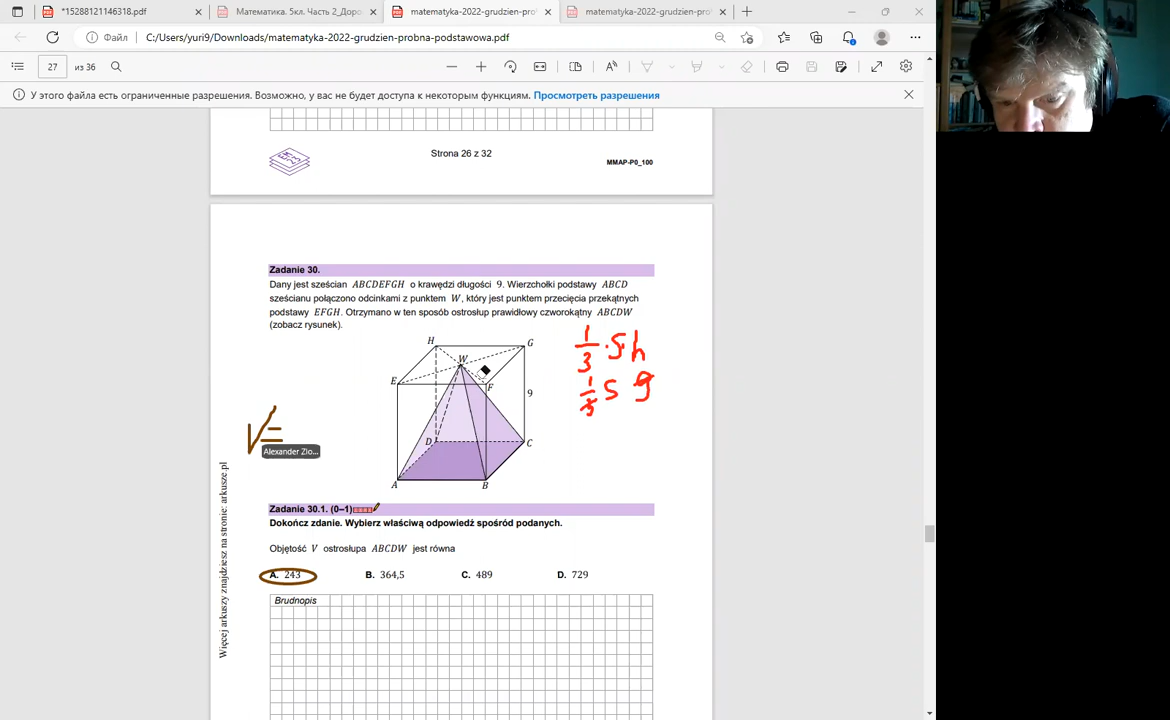 *15288121146318.pdf
Математика. 5кл. Часть 2_Доро
matematyka-2022-grudzien-pro
matematyka-2022-grudzien-prob
Файл
C:/Users/yuri9/Downloads/matematyka-2022-grudzien-probna-podstawowa.pdf
27
из 36
У этого файла есть ограниченные разрешения. Возможно, у вас не будет доступа к некоторым функциям. Просмотреть разрешения
Strona 26 z 32
MMAP-P0_100
Zadanie 30.
Dany jest sześcian ABCDEFGH o krawędzi długości 9. Wierzchołki podstawy ABCD
sześcianu połączono odcinkami z punktem W, który jest punktem przecięcia przekątnych
podstawy EFGH. Otrzymano w ten sposób ostrosłup prawidłowy czworokątny ABCDW
(zobacz rysunek).
H
G
W
E
F
9
D
C
A
B
1/3 · S · h
1/3 S 9
V=
Alexander Zlo...
Zadanie 30.1. (0–1)
Dokończ zdanie. Wybierz właściwą odpowiedź spośród podanych.
Objętość V ostrosłupa ABCDW jest równa
A. 243
B. 364,5
C. 489
D. 729
Brudnopis
Więcej arkuszy znajdziesz na stronie: arkusze.pl